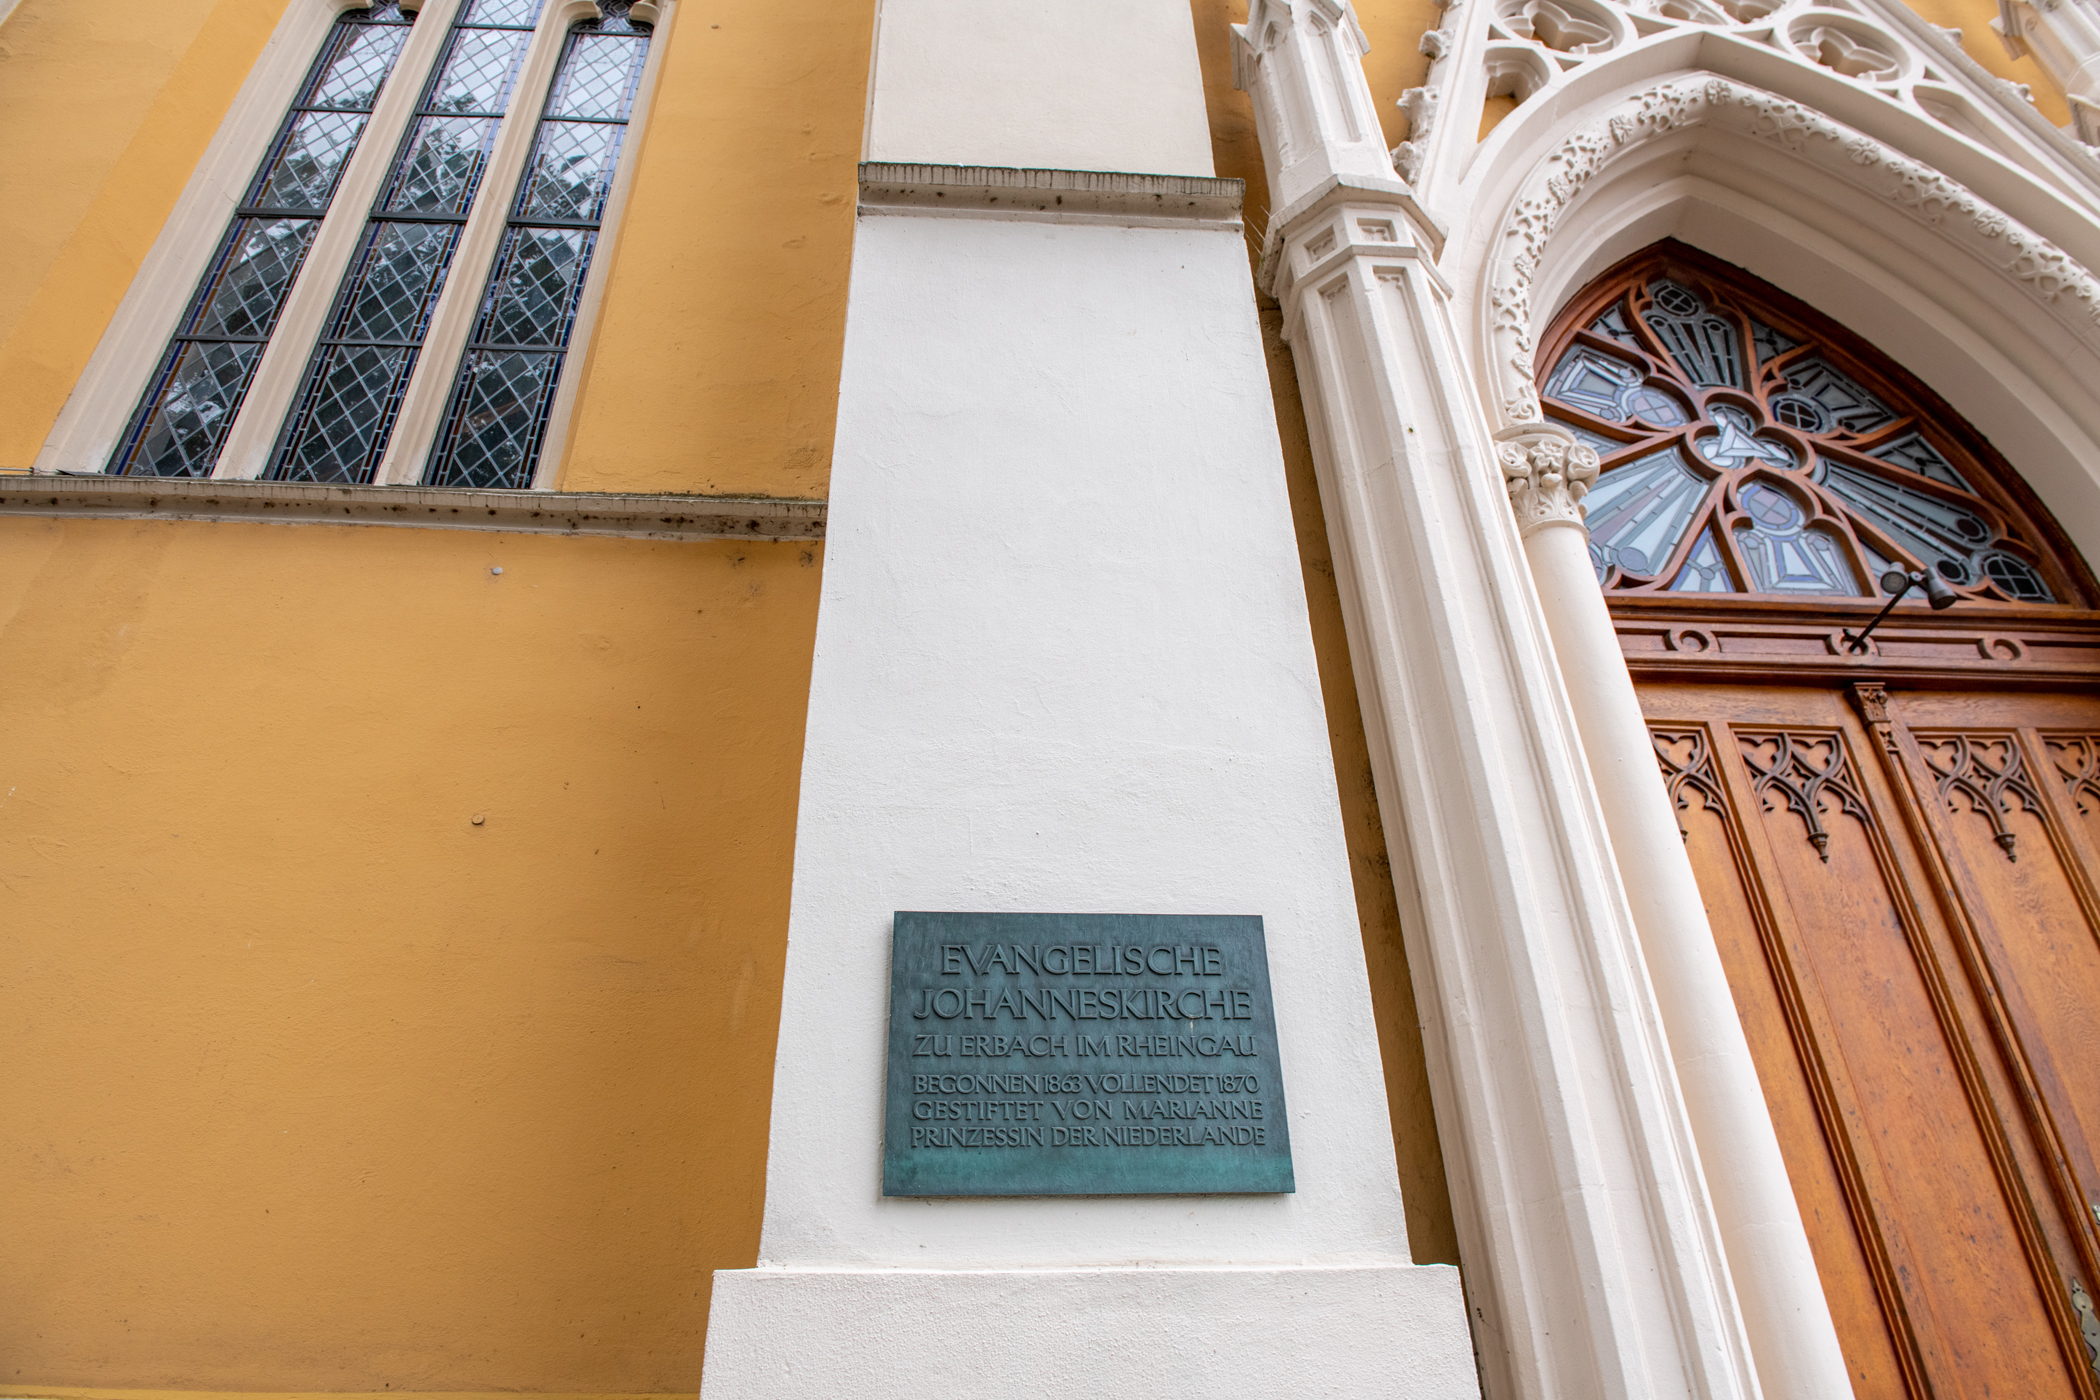 EVANGELISCHE
JOHANNESKIRCHE
ZU ERBACH IM RHEINGAU
BEGONNEN 1863 VOLLENDET 1870
GESTIFTET VON MARIANNE
PRINZESSIN DER NIEDERLANDE